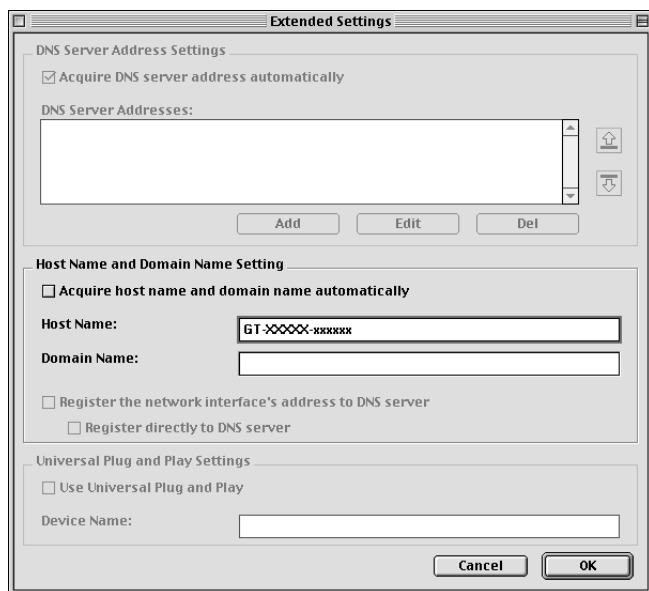 Extended Settings
DNS Server Address Settings
Acquire DNS server address automatically
DNS Server Addresses:
Add Edit Del
Host Name and Domain Name Setting
Acquire host name and domain name automatically
Host Name: GT-XXXXX-xxxxxx
Domain Name:
Register the network interface's address to DNS server
Register directly to DNS server
Universal Plug and Play Settings
Use Universal Plug and Play
Device Name:
Cancel OK